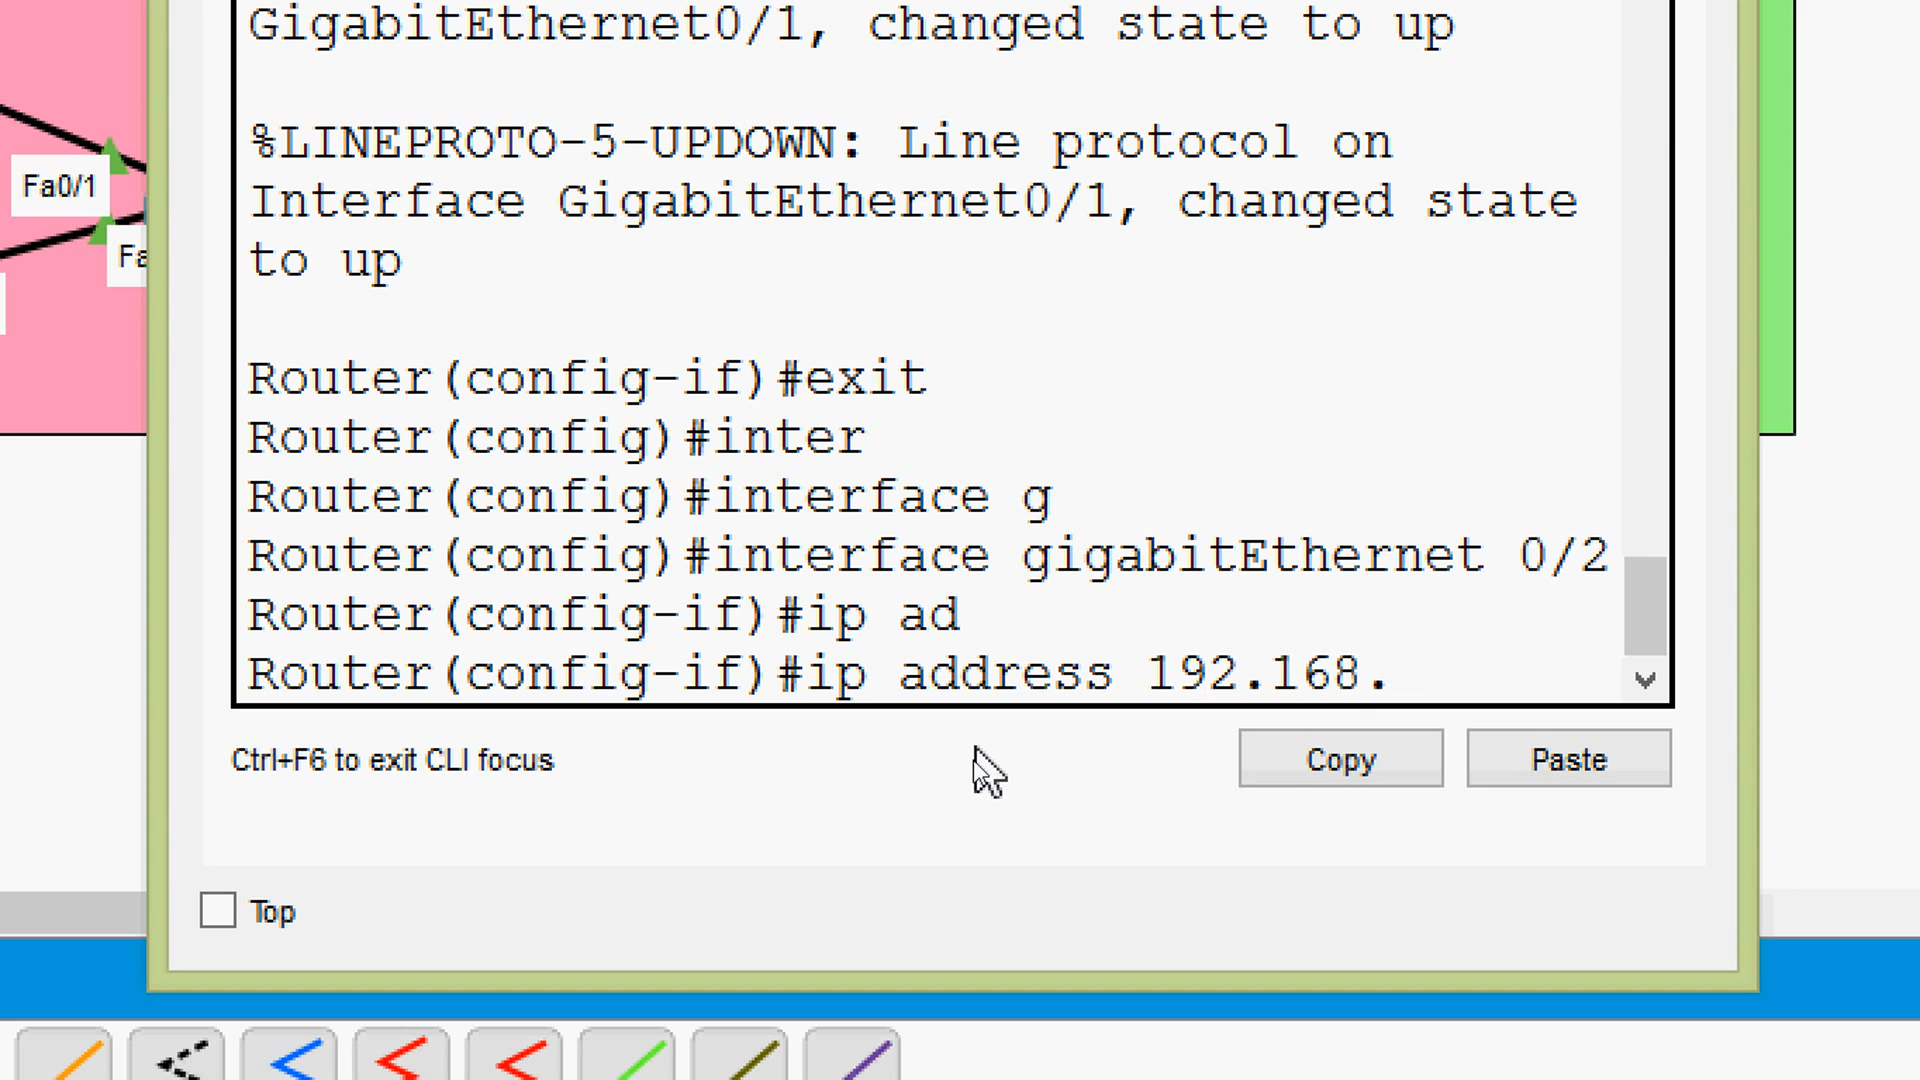 GigabitEthernet0/1, changed state to up
%LINEPROTO-5-UPDOWN: Line protocol on
Interface GigabitEthernet0/1, changed state
to up
Router(config-if)#exit
Router(config)#inter
Router(config)#interface g
Router(config)#interface gigabitEthernet 0/2
Router(config-if)#ip ad
Router(config-if)#ip address 192.168.
Fa0/1
Fa
Ctrl+F6 to exit CLI focus
Copy
Paste
Top